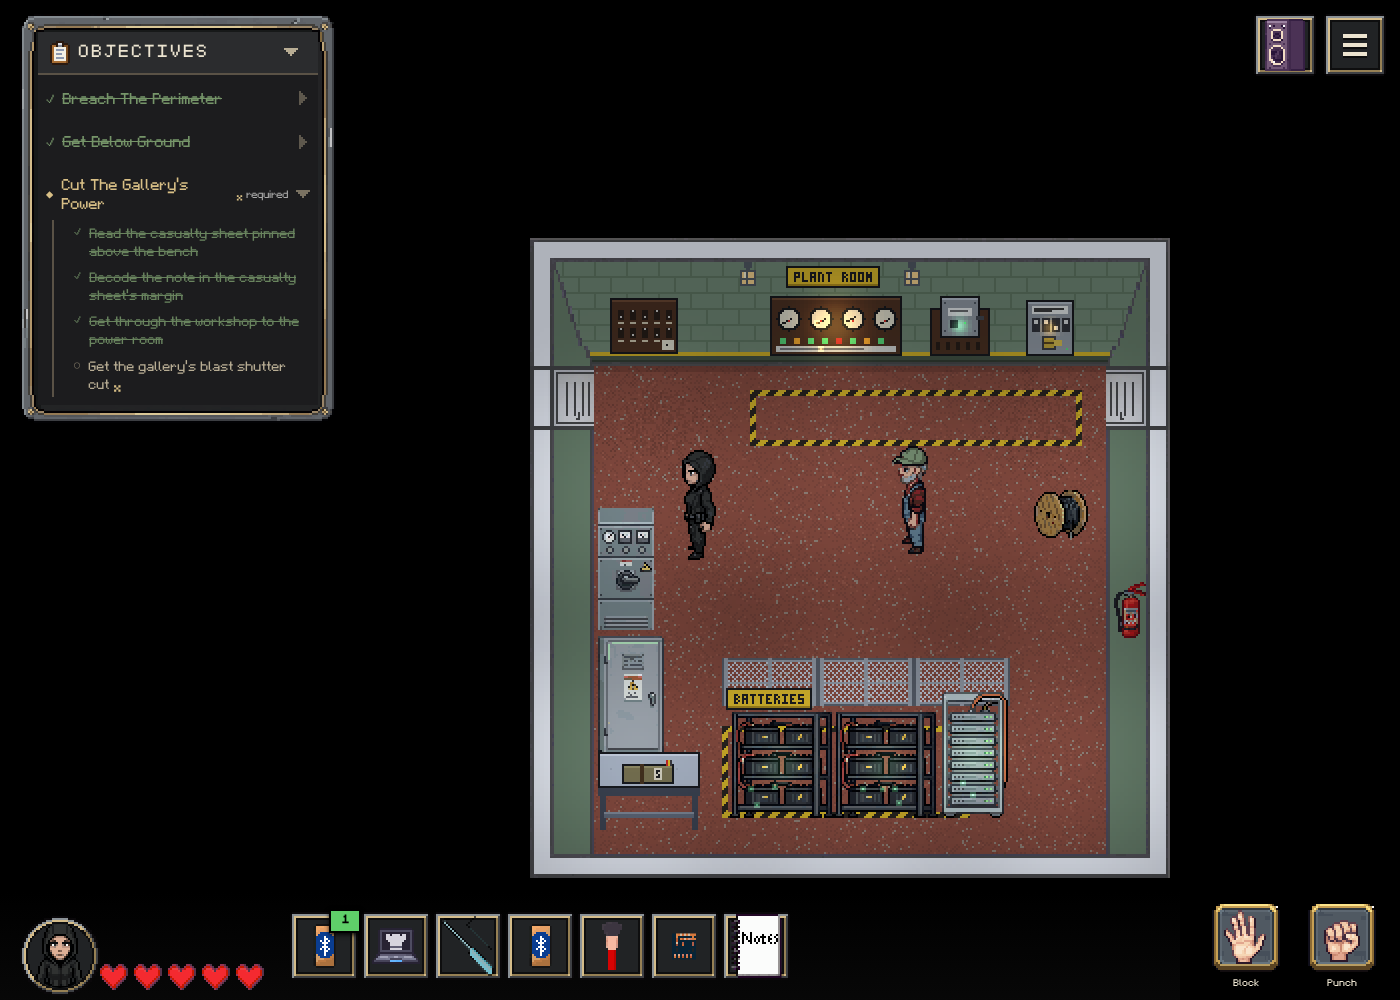 OBJECTIVES
Breach The Perimeter
Get Below Ground
Cut The Gallery's
Power
x required
Read the casualty sheet pinned
above the bench
Decode the note in the casualty
sheet's margin
Get through the workshop to the
power room
Get the gallery's blast shutter
cut x
PLANT ROOM
BATTERIES
1
Notes
Block
Punch